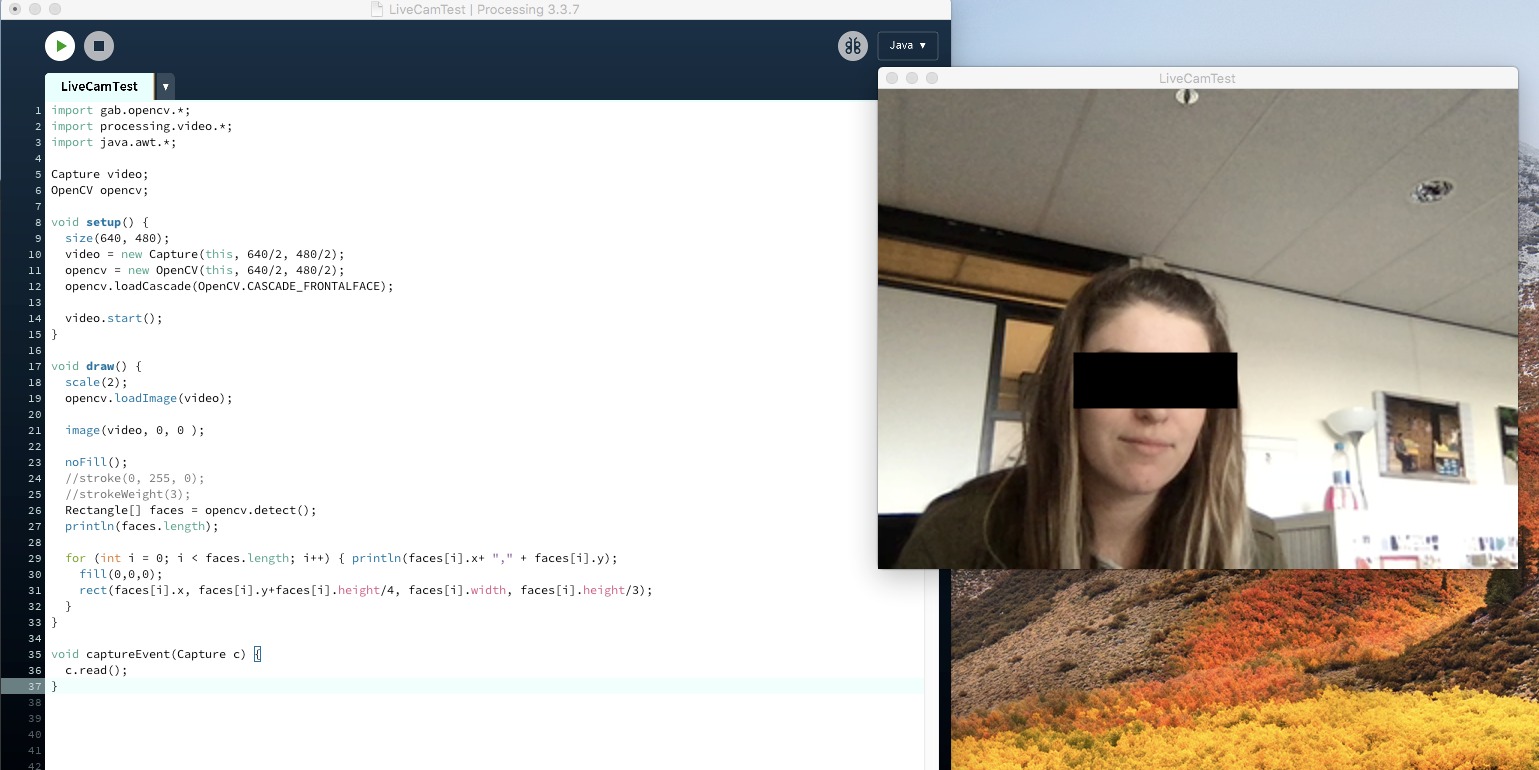 LiveCamTest | Processing 3.3.7
Java ▼
LiveCamTest ▼
LiveCamTest
1 import gab.opencv.*;
2 import processing.video.*;
3 import java.awt.*;
4
5 Capture video;
6 OpenCV opencv;
7
8 void setup() {
9   size(640, 480);
10   video = new Capture(this, 640/2, 480/2);
11   opencv = new OpenCV(this, 640/2, 480/2);
12   opencv.loadCascade(OpenCV.CASCADE_FRONTALFACE);
13
14   video.start();
15 }
16
17 void draw() {
18   scale(2);
19   opencv.loadImage(video);
20
21   image(video, 0, 0 );
22
23   noFill();
24   //stroke(0, 255, 0);
25   //strokeWeight(3);
26   Rectangle[] faces = opencv.detect();
27   println(faces.length);
28
29   for (int i = 0; i < faces.length; i++) { println(faces[i].x+ "," + faces[i].y);
30     fill(0,0,0);
31     rect(faces[i].x, faces[i].y+faces[i].height/4, faces[i].width, faces[i].height/3);
32   }
33 }
34
35 void captureEvent(Capture c) {
36   c.read();
37 }
38
39
40
41
42